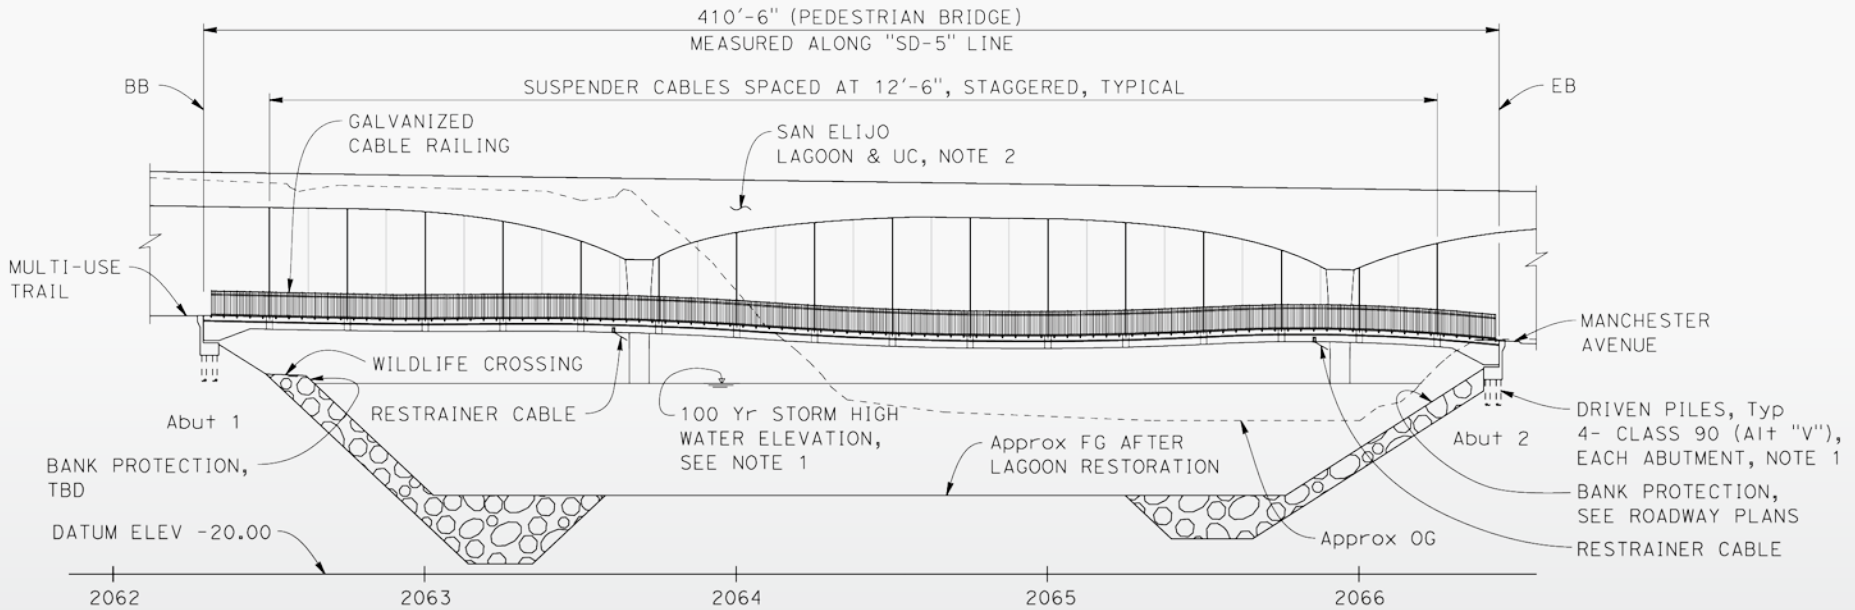 410'-6" (PEDESTRIAN BRIDGE)
MEASURED ALONG "SD-5" LINE
BB
SUSPENDER CABLES SPACED AT 12'-6", STAGGERED, TYPICAL
EB
GALVANIZED
CABLE RAILING
SAN ELIJO
LAGOON & UC, NOTE 2
MULTI-USE
TRAIL
MANCHESTER
AVENUE
WILDLIFE CROSSING
RESTRAINER CABLE
100 Yr STORM HIGH
WATER ELEVATION,
SEE NOTE 1
Abut 1
Abut 2
DRIVEN PILES, Typ
4- CLASS 90 (Alt "V"),
EACH ABUTMENT, NOTE 1
BANK PROTECTION,
TBD
Approx FG AFTER
LAGOON RESTORATION
BANK PROTECTION,
SEE ROADWAY PLANS
DATUM ELEV -20.00
Approx OG
RESTRAINER CABLE
2062
2063
2064
2065
2066